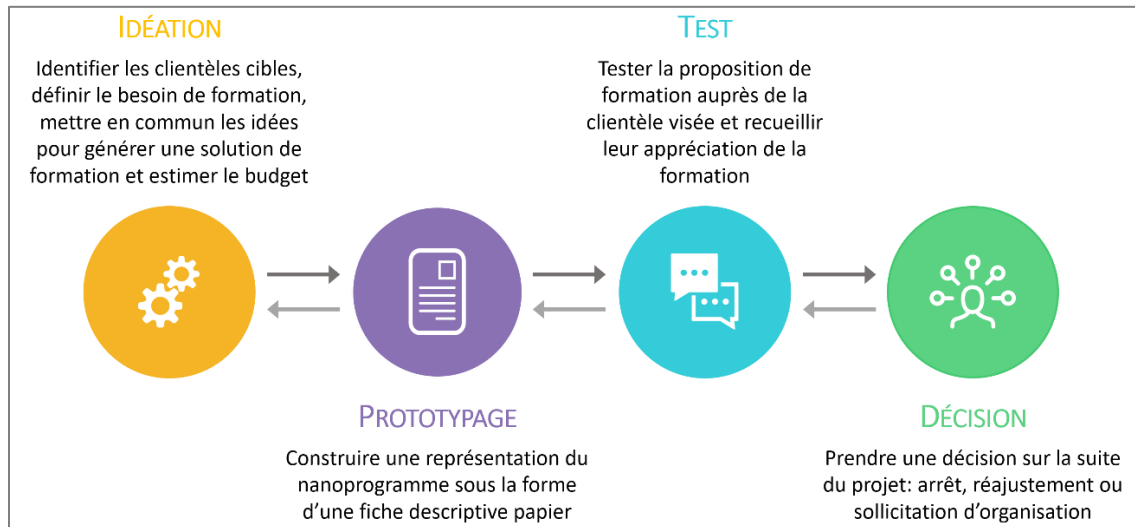 IDÉATION
Identifier les clientèles cibles,
définir le besoin de formation,
mettre en commun les idées
pour générer une solution de
formation et estimer le budget
TEST
Tester la proposition de
formation auprès de la
clientèle visée et recueillir
leur appréciation de la
formation
PROTOTYPAGE
Construire une représentation du
nanoprogramme sous la forme
d'une fiche descriptive papier
DÉCISION
Prendre une décision sur la suite
du projet: arrêt, réajustement ou
sollicitation d'organisation